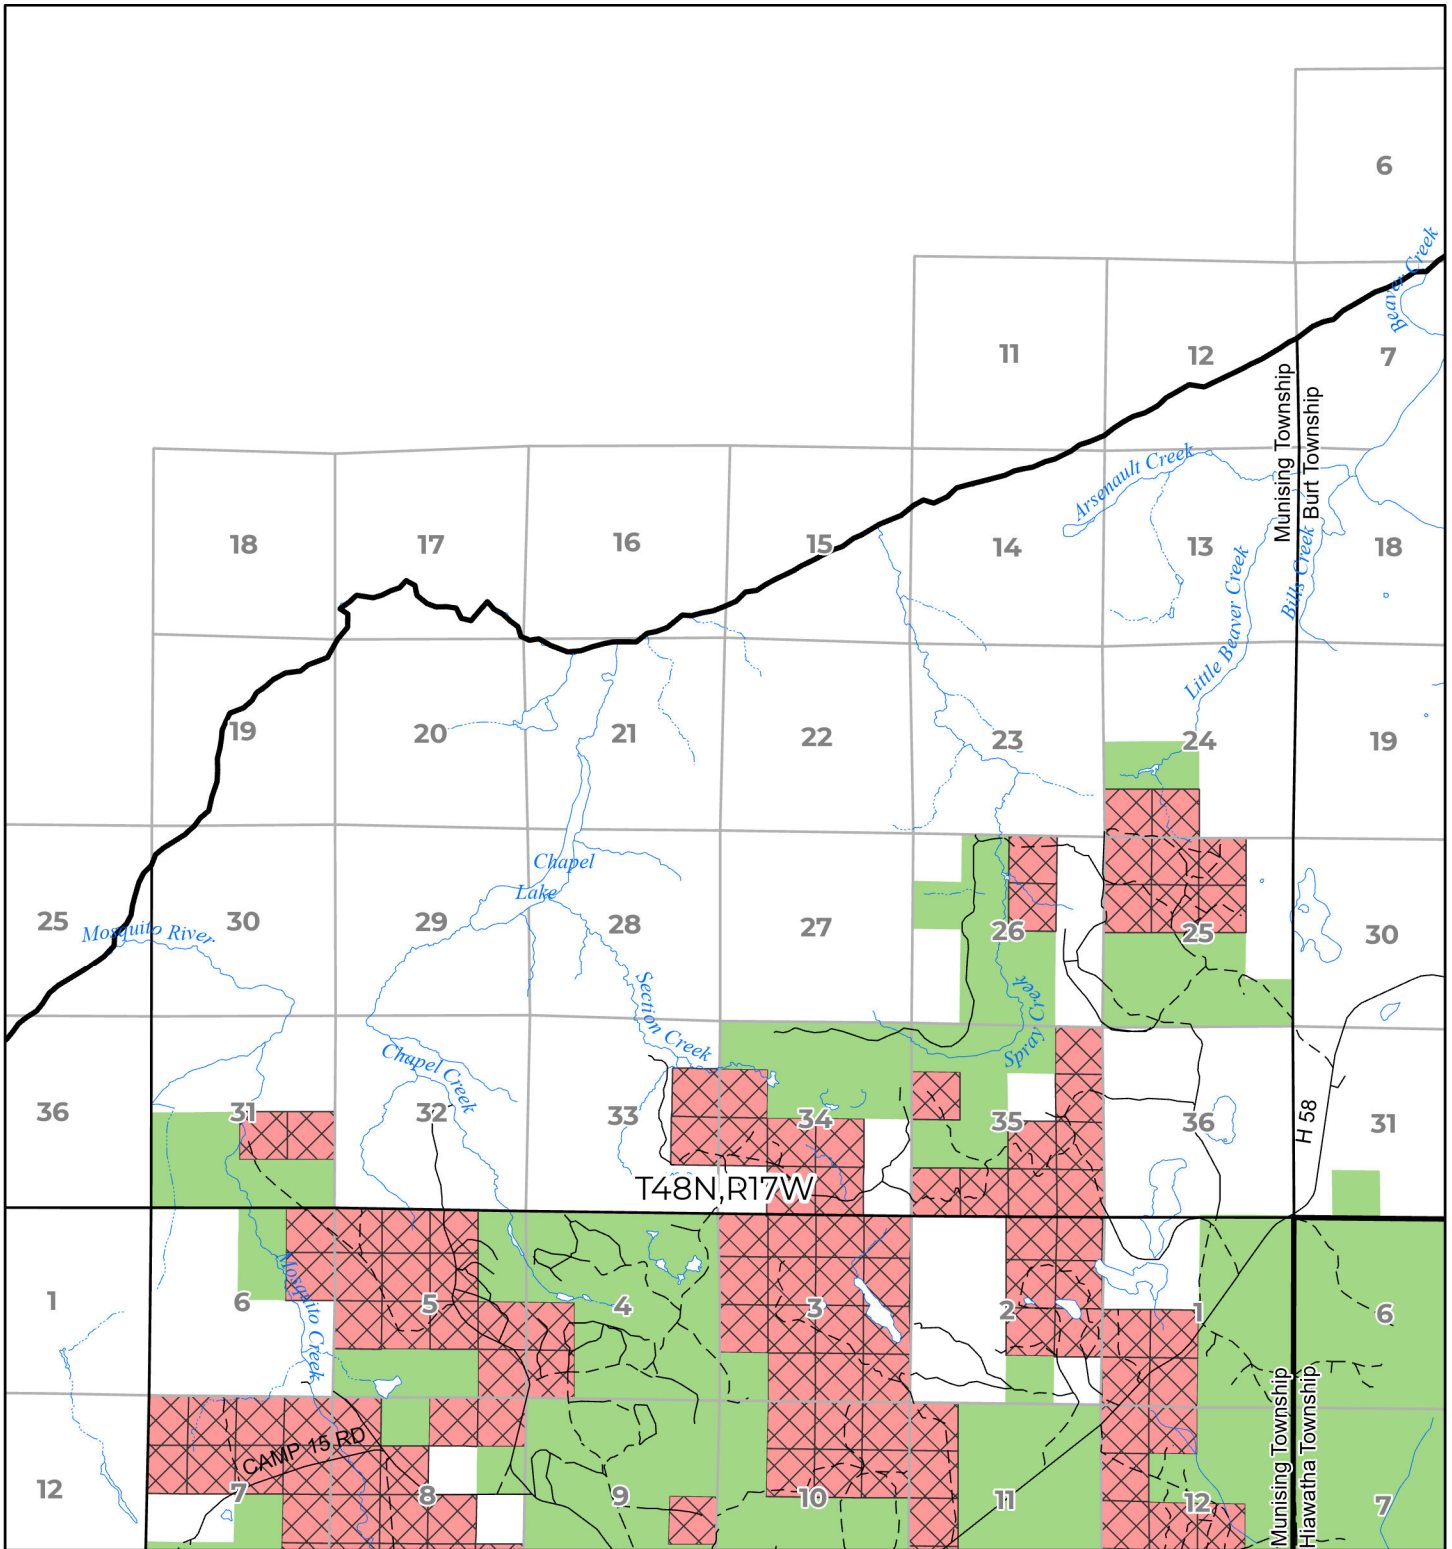 6
Beaver Creek
11
12
7
Munising Township
Burt Township
Arsenault Creek
18
17
16
15
14
13
18
Little Beaver Creek
Bills Creek
19
20
21
22
23
24
19
Chapel
Lake
25
Mosquito River
30
29
28
27
26
25
30
Section Creek
Spray Creek
Chapel Creek
36
31
32
33
34
35
36
H 58
31
T48N,R17W
1
6
Mosquito Creek
5
4
3
2
1
6
Munising Township
Hiawatha Township
CAMP 15 RD
12
7
8
9
10
11
12
7